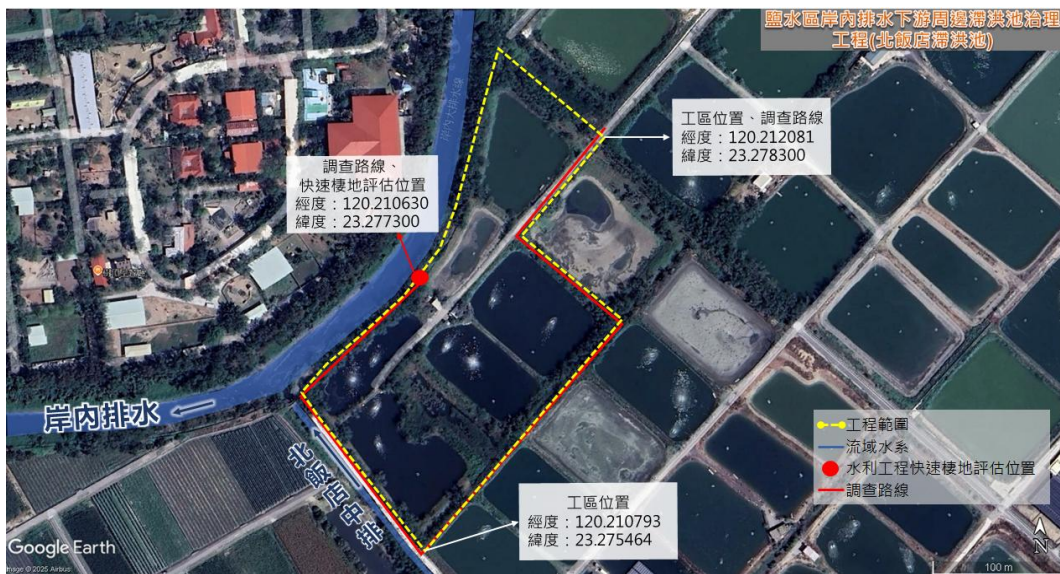 鹽水區岸內排水下游周邊滯洪池治理
工程(北飯店滯洪池)
工區位置、調查路線
經度：120.212081
緯度：23.278300
調查路線、
快速棲地評估位置
經度：120.210630
緯度：23.277300
岸內排水
北飯店中排
工區位置
經度：120.210793
緯度：23.275464
工程範圍
流域水系
水利工程快速棲地評估位置
調查路線
Google Earth
Image © 2025 Airbus
N
100 m